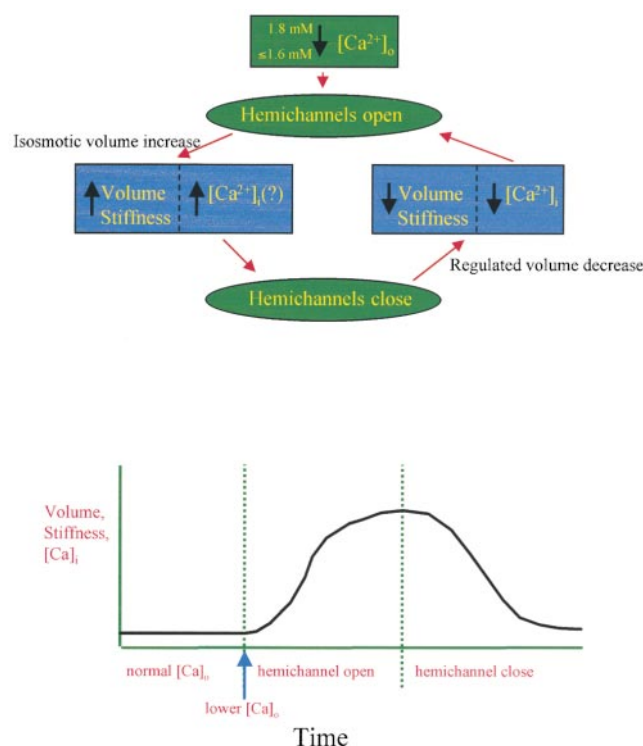 1.8 mM
≤1.6 mM
[Ca²⁺]ₒ
Hemichannels open
Isosmotic volume increase
Volume
Stiffness
[Ca²⁺]ᵢ(?)
Volume
Stiffness
[Ca²⁺]ᵢ
Regulated volume decrease
Hemichannels close
Volume,
Stiffness,
[Ca]ᵢ
normal [Ca]ₒ
hemichannel open
hemichannel close
lower [Ca]ₒ
Time